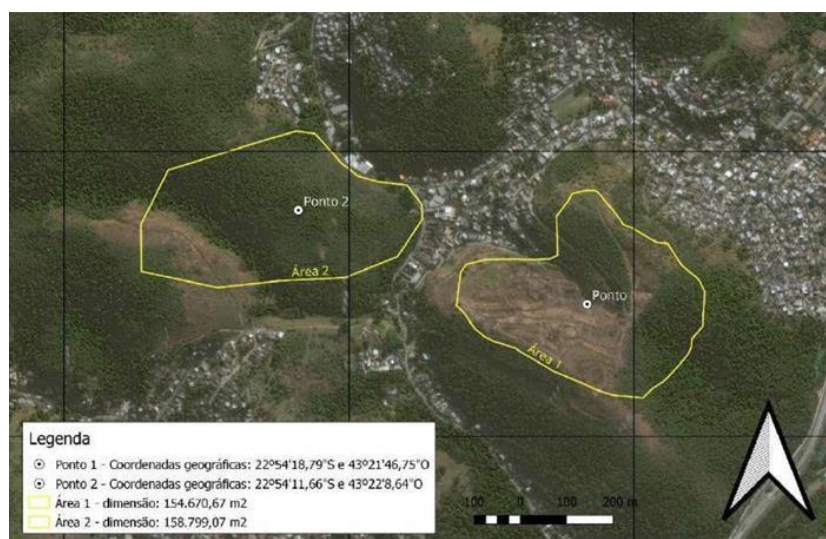 Ponto 2
Área 2
Ponto
Área 1
Legenda
Ponto 1 - Coordenadas geográficas: 22º54'18,79"S e 43º21'46,75"O
Ponto 2 - Coordenadas geográficas: 22º54'11,66"S e 43º22'8,64"O
Área 1 - dimensão: 154.670,67 m2
Área 2 - dimensão: 158.799,07 m2
100 0 100 200 m